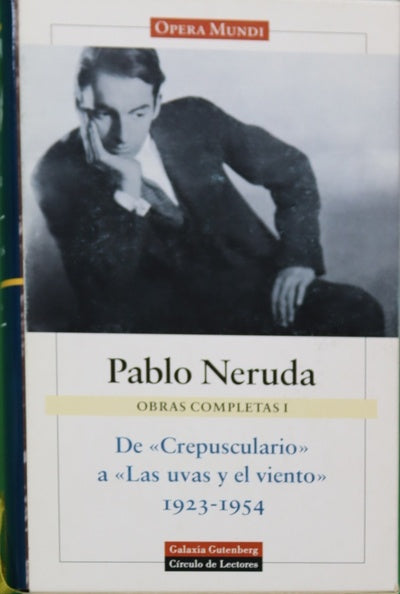 OPERA MUNDI
Pablo Neruda
OBRAS COMPLETAS I
De «Crepusculario»
a «Las uvas y el viento»
1923-1954
Galaxia Gutenberg
Círculo de Lectores